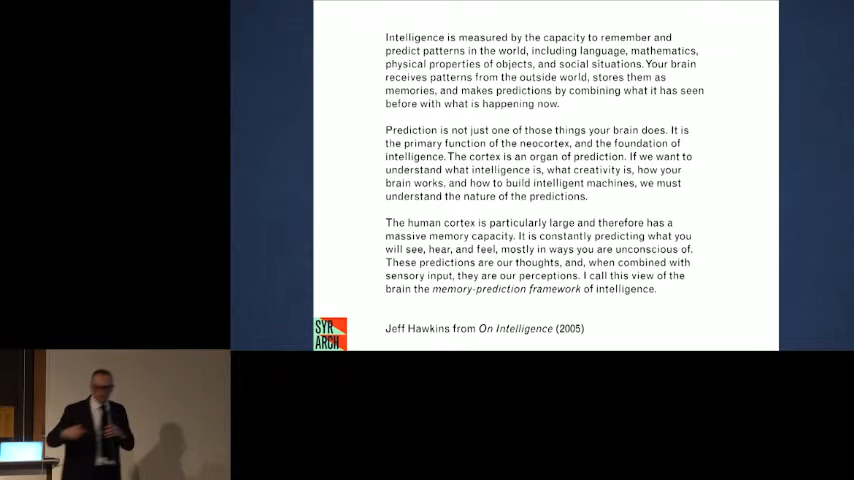 Intelligence is measured by the capacity to remember and
predict patterns in the world, including language, mathematics,
physical properties of objects, and social situations. Your brain
receives patterns from the outside world, stores them as
memories, and makes predictions by combining what it has seen
before with what is happening now.
Prediction is not just one of those things your brain does. It is
the primary function of the neocortex, and the foundation of
intelligence. The cortex is an organ of prediction. If we want to
understand what intelligence is, what creativity is, how your
brain works, and how to build intelligent machines, we must
understand the nature of the predictions.
The human cortex is particularly large and therefore has a
massive memory capacity. It is constantly predicting what you
will see, hear, and feel, mostly in ways you are unconscious of.
These predictions are our thoughts, and, when combined with
sensory input, they are our perceptions. I call this view of the
brain the memory-prediction framework of intelligence.
Jeff Hawkins from On Intelligence (2005)
SYR
ARCH